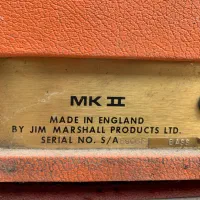 MK II
MADE IN ENGLAND
BY JIM MARSHALL PRODUCTS LTD.
SERIAL NO. S/A